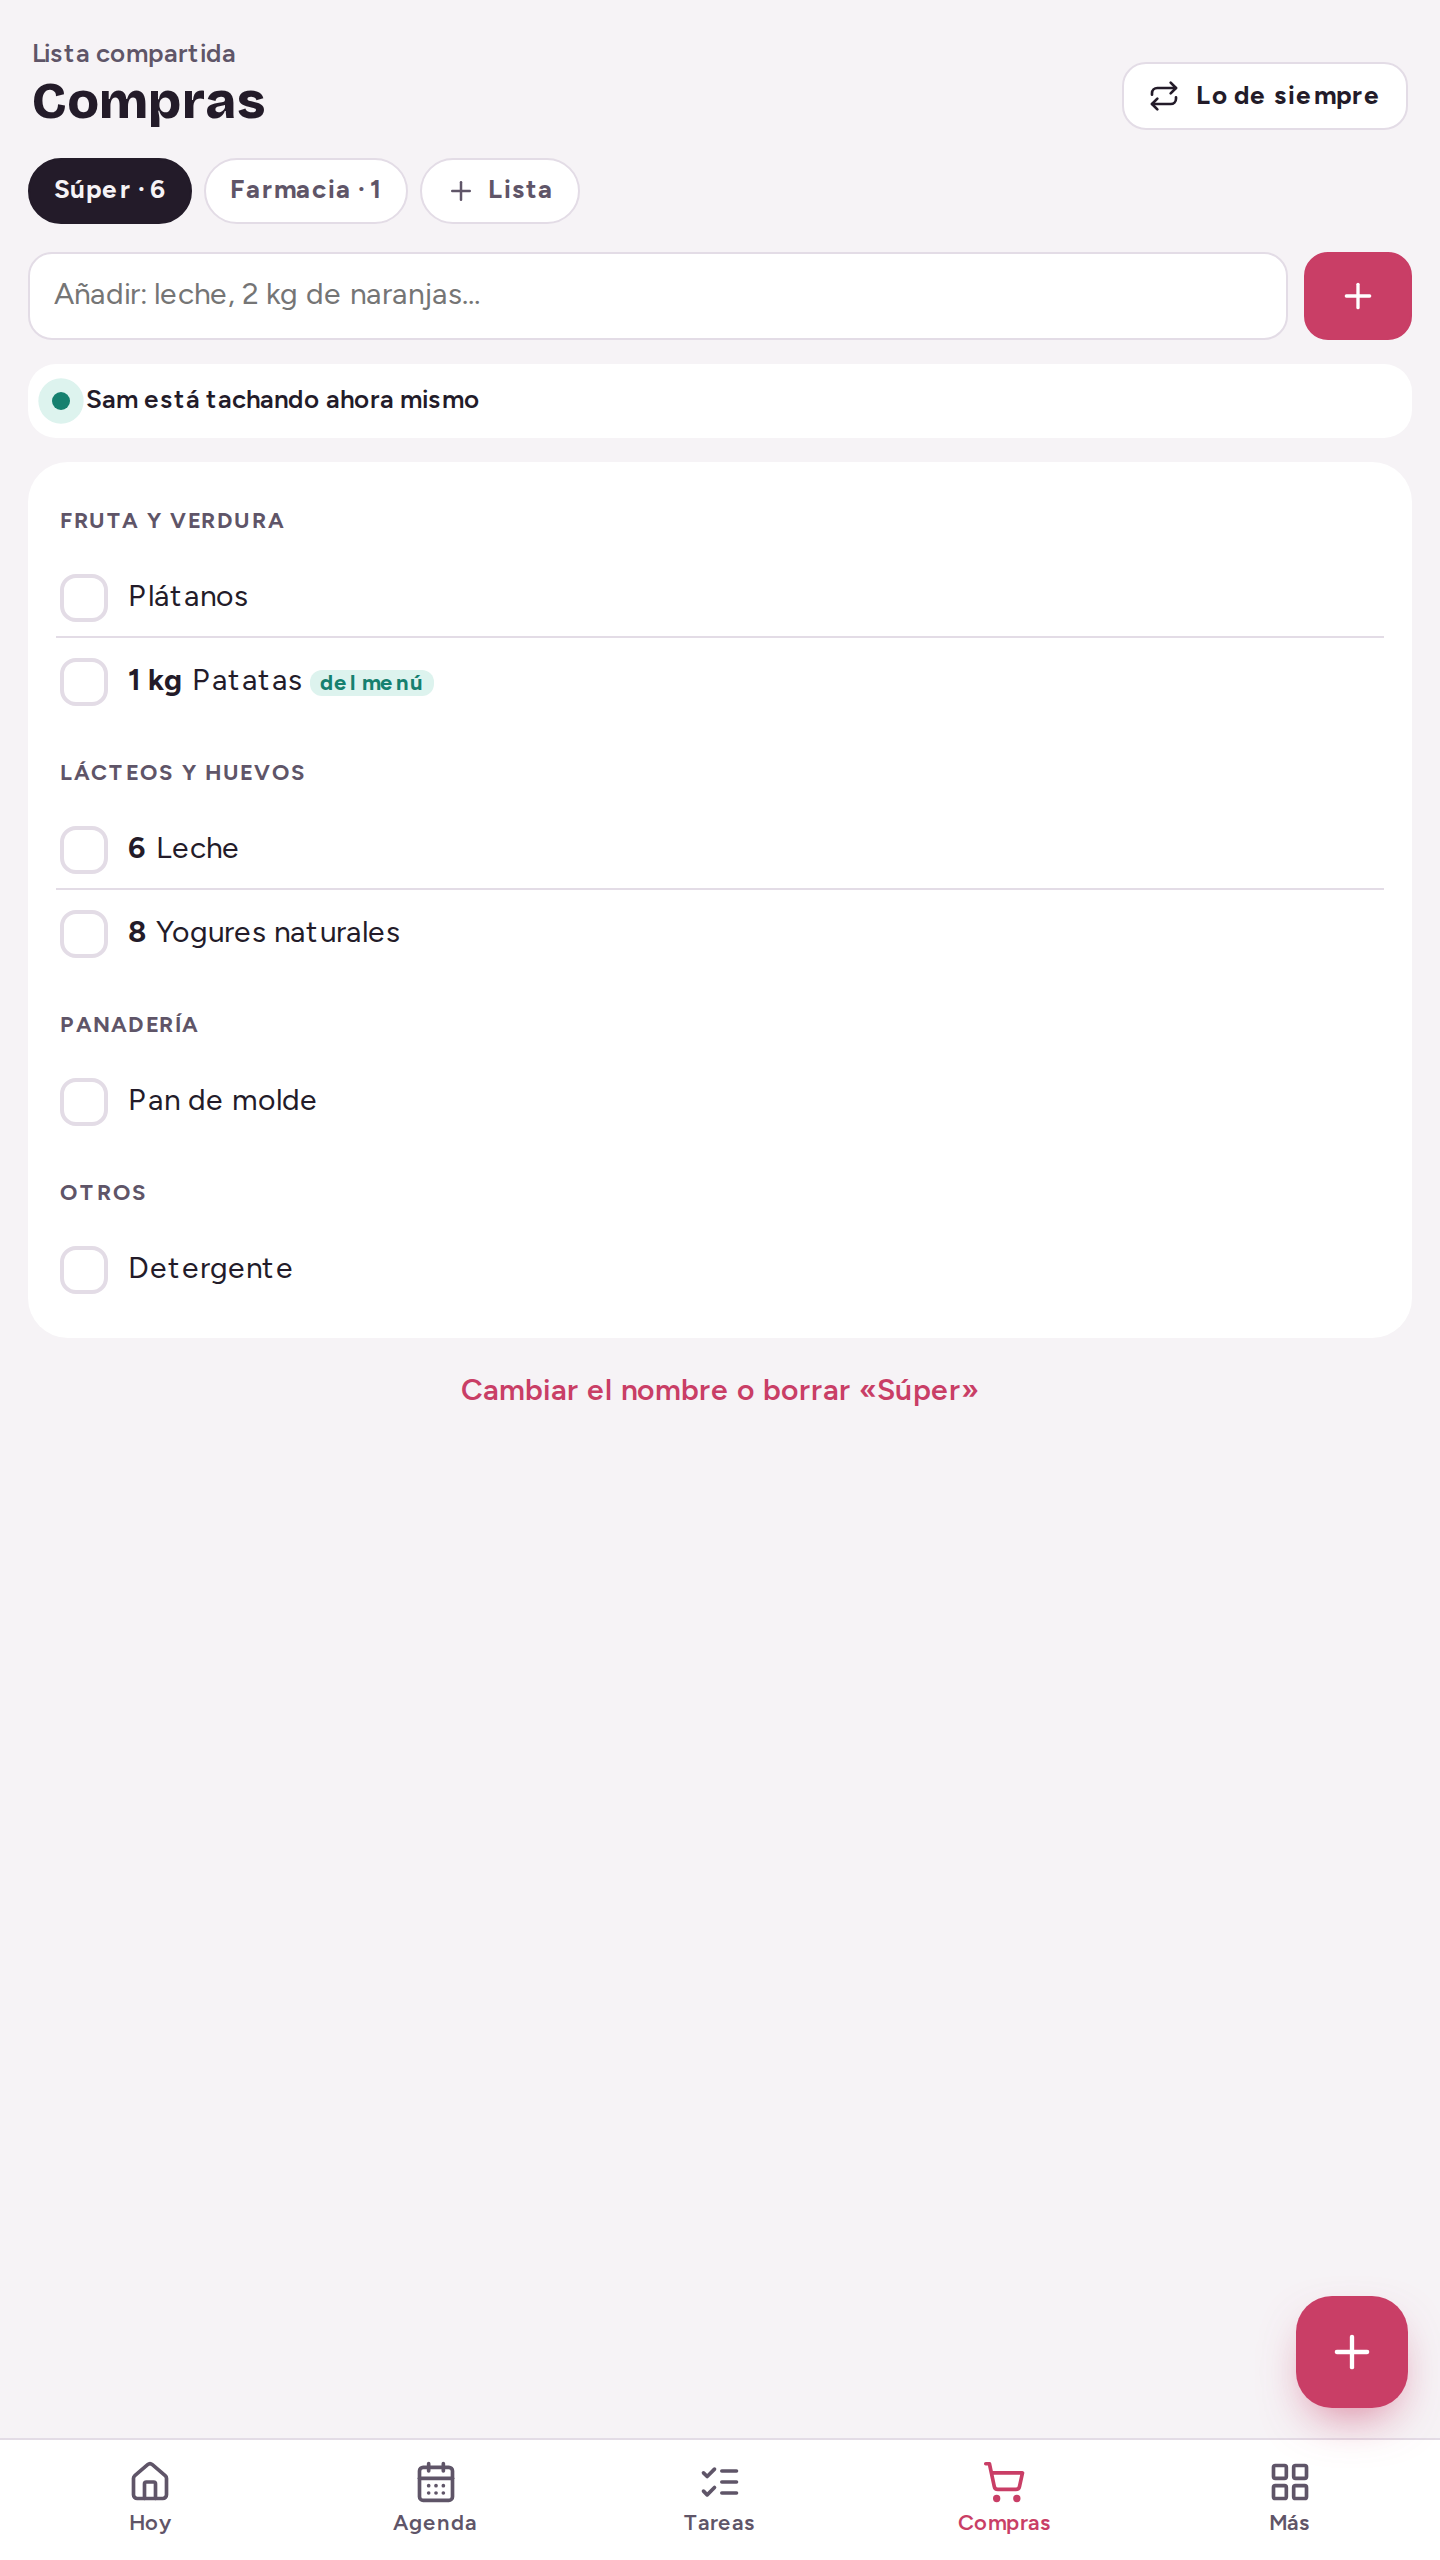 Lista compartida
Compras
Lo de siempre
Súper · 6
Farmacia · 1
Lista
Añadir: leche, 2 kg de naranjas...
Sam está tachando ahora mismo
FRUTA Y VERDURA
Plátanos
1 kg Patatas del menú
LÁCTEOS Y HUEVOS
6 Leche
8 Yogures naturales
PANADERÍA
Pan de molde
OTROS
Detergente
Cambiar el nombre o borrar «Súper»
Hoy
Agenda
Tareas
Compras
Más